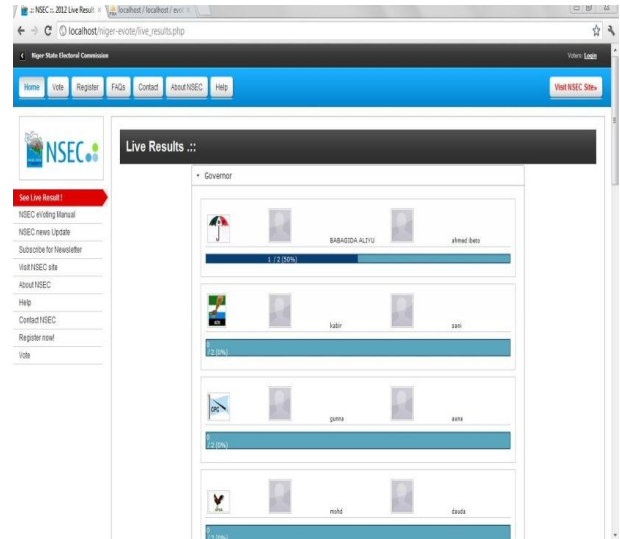 .:: NSEC ::. 2012 Live Result
localhost / localhost / evot
localhost/niger-evote/live_results.php
Niger State Electoral Commission
Voters: Login
Home
Vote
Register
FAQs
Contact
About NSEC
Help
Visit NSEC Site»
NSEC
Live Results .::
See Live Result!
NSEC eVoting Manual
NSEC news Update
Subscribe for Newsletter
Visit NSEC site
About NSEC
Help
Contact NSEC
Register now!
Vote
Governor
BABAGIDA ALIYU
ahmed ibeto
1 / 2 (50%)
kabir
sani
0
/ 2 (0%)
CPC
gunna
auna
0
/ 2 (0%)
mohd
dauda
0
/ 2 (0%)